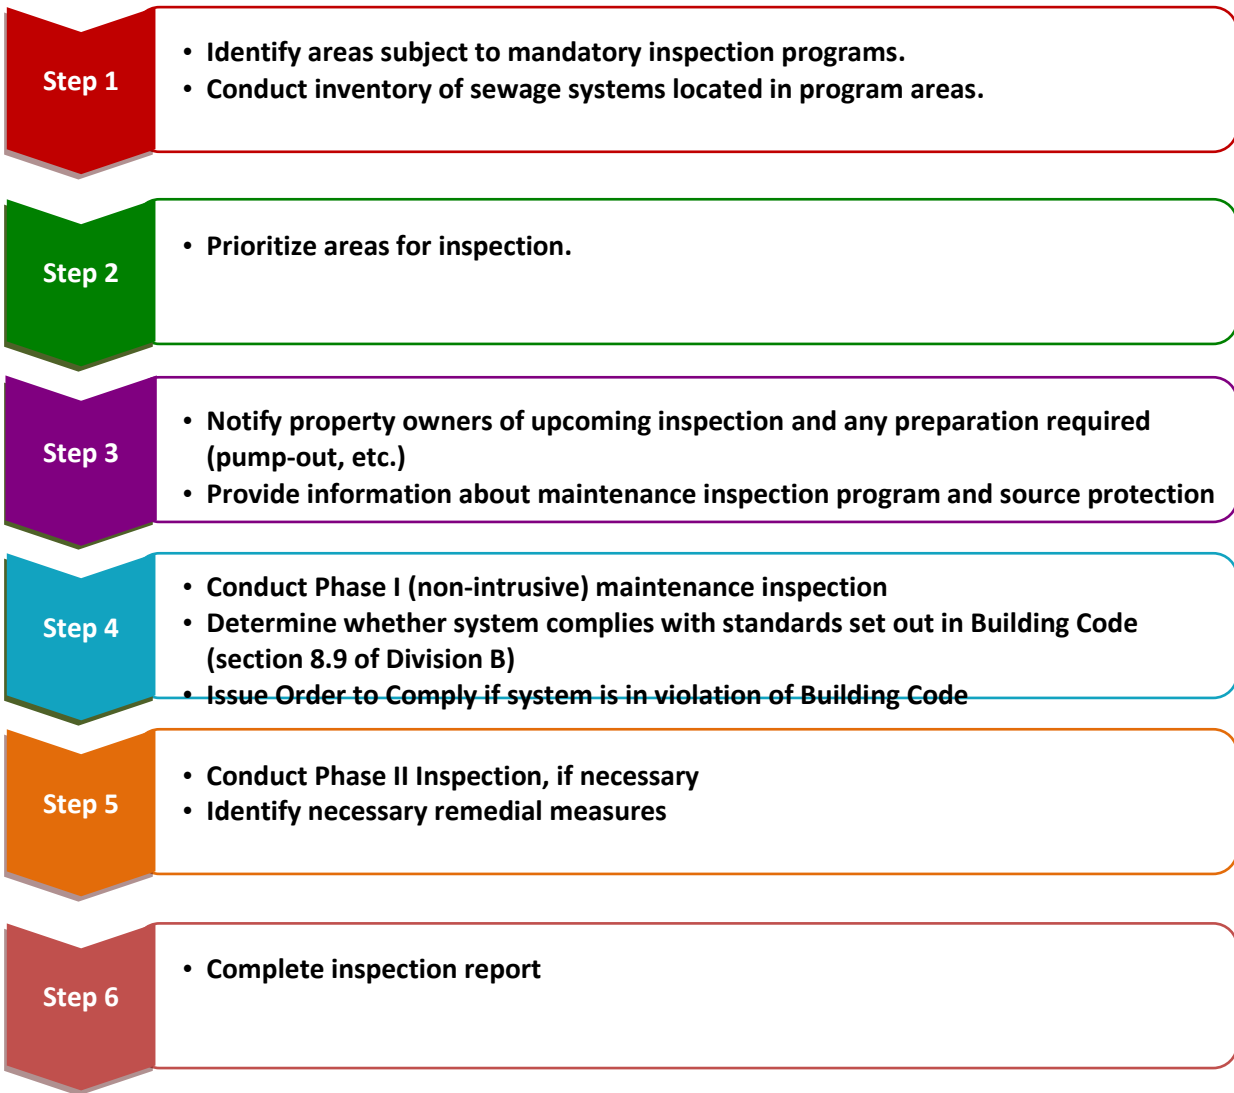 Step 1
• Identify areas subject to mandatory inspection programs.
• Conduct inventory of sewage systems located in program areas.
Step 2
• Prioritize areas for inspection.
Step 3
• Notify property owners of upcoming inspection and any preparation required
(pump-out, etc.)
• Provide information about maintenance inspection program and source protection
Step 4
• Conduct Phase I (non-intrusive) maintenance inspection
• Determine whether system complies with standards set out in Building Code
(section 8.9 of Division B)
• Issue Order to Comply if system is in violation of Building Code
Step 5
• Conduct Phase II Inspection, if necessary
• Identify necessary remedial measures
Step 6
• Complete inspection report